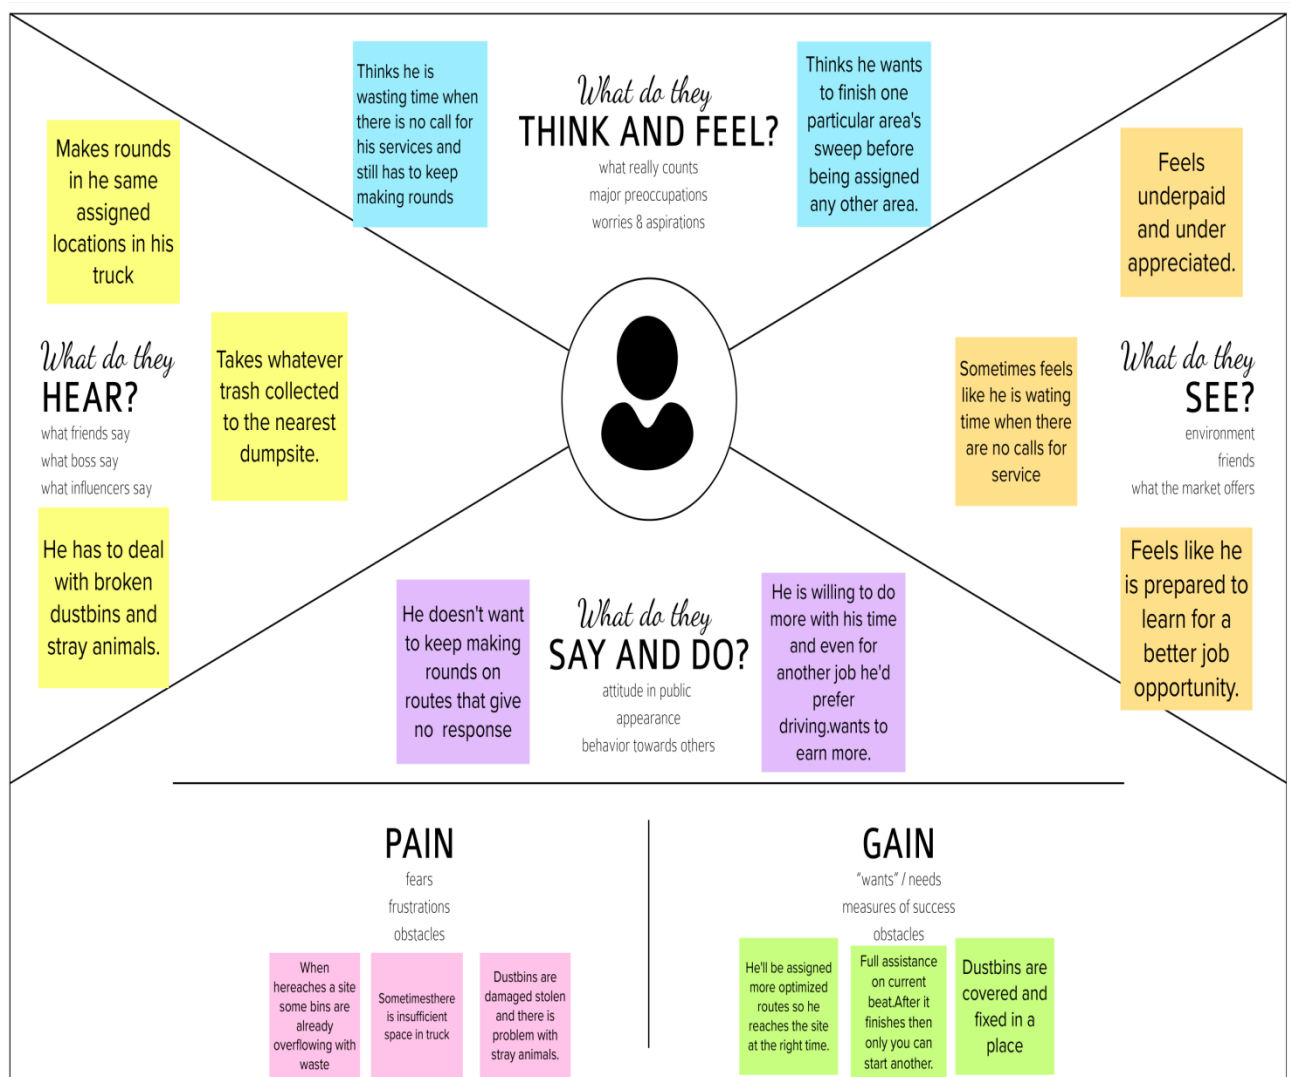 Thinks he is
wasting time when
there is no call for
his services and
still has to keep
making rounds
What do they
THINK AND FEEL?
what really counts
major preoccupations
worries & aspirations
Thinks he wants
to finish one
particular area's
sweep before
being assigned
any other area.
Makes rounds
in he same
assigned
locations in his
truck
What do they
HEAR?
what friends say
what boss say
what influencers say
Takes whatever
trash collected
to the nearest
dumpsite.
He has to deal
with broken
dustbins and
stray animals.
Feels
underpaid
and under
appreciated.
Sometimes feels
like he is wating
time when there
are no calls for
service
What do they
SEE?
environment
friends
what the market offers
Feels like he
is prepared to
learn for a
better job
opportunity.
He doesn't want
to keep making
rounds on
routes that give
no response
What do they
SAY AND DO?
attitude in public
appearance
behavior towards others
He is willing to do
more with his time
and even for
another job he'd
prefer
driving.wants to
earn more.
PAIN
fears
frustrations
obstacles
When
hereaches a site
some bins are
already
overflowing with
waste
Sometimesthere
is insufficient
space in truck
Dustbins are
damaged stolen
and there is
problem with
stray animals.
GAIN
"wants" / needs
measures of success
obstacles
He'll be assigned
more optimized
routes so he
reaches the site
at the right time.
Full assistance
on current
beat.After it
finishes then
only you can
start another.
Dustbins are
covered and
fixed in a
place